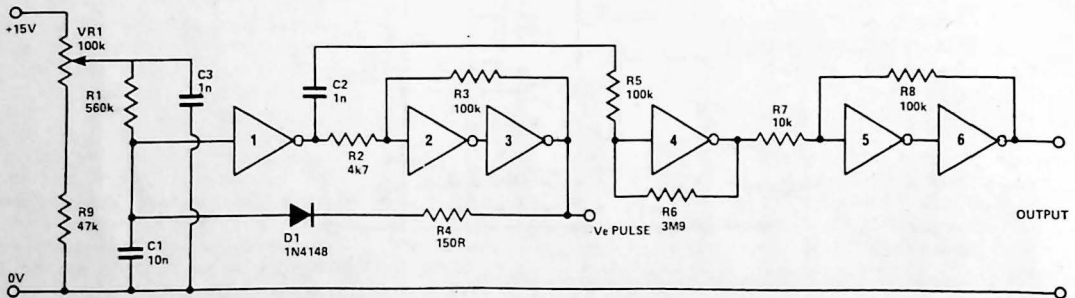 +15V
VR1
100k
R1
560k
C3
1n
C2
1n
R3
100k
R5
100k
R8
100k
1
R2
4k7
2
3
4
R7
10k
5
6
R9
47k
C1
10n
D1
1N4148
R4
150R
-Ve PULSE
R6
3M9
OUTPUT
0V